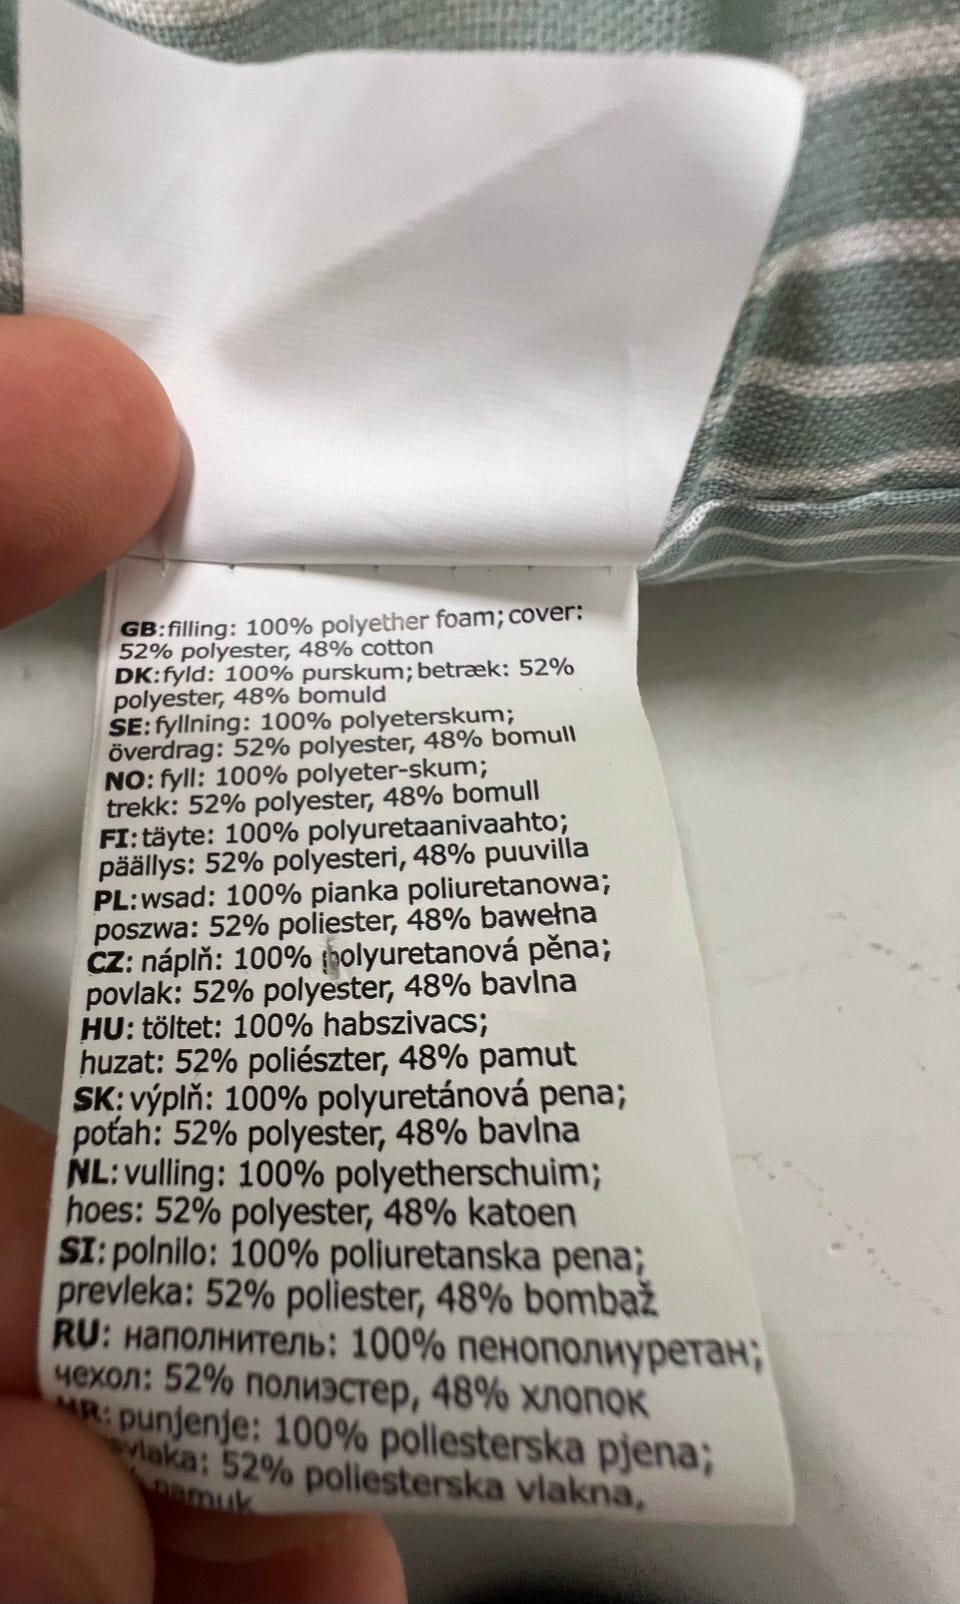 GB:filling: 100% polyether foam; cover:
52% polyester, 48% cotton
DK:fyld: 100% purskum; betræk: 52%
polyester, 48% bomuld
SE: fyllning: 100% polyeterskum;
överdrag: 52% polyester, 48% bomull
NO: fyll: 100% polyeter-skum;
trekk: 52% polyester, 48% bomull
FI: täyte: 100% polyuretaanivaahto;
päällys: 52% polyesteri, 48% puuvilla
PL: wsad: 100% pianka poliuretanowa;
poszwa: 52% poliester, 48% bawełna
CZ: náplň: 100% polyuretanová pěna;
povlak: 52% polyester, 48% bavlna
HU: töltet: 100% habszivacs;
huzat: 52% poliészter, 48% pamut
SK: výplň: 100% polyuretánová pena;
poťah: 52% polyester, 48% bavlna
NL: vulling: 100% polyetherschuim;
hoes: 52% polyester, 48% katoen
SI: polnilo: 100% poliuretanska pena;
prevleka: 52% poliester, 48% bombaž
RU: наполнитель: 100% пенополиуретан;
чехол: 52% полиэстер, 48% хлопок
HR: punjenje: 100% poliesterska pjena;
52% poliesterska vlakna,
pamuk